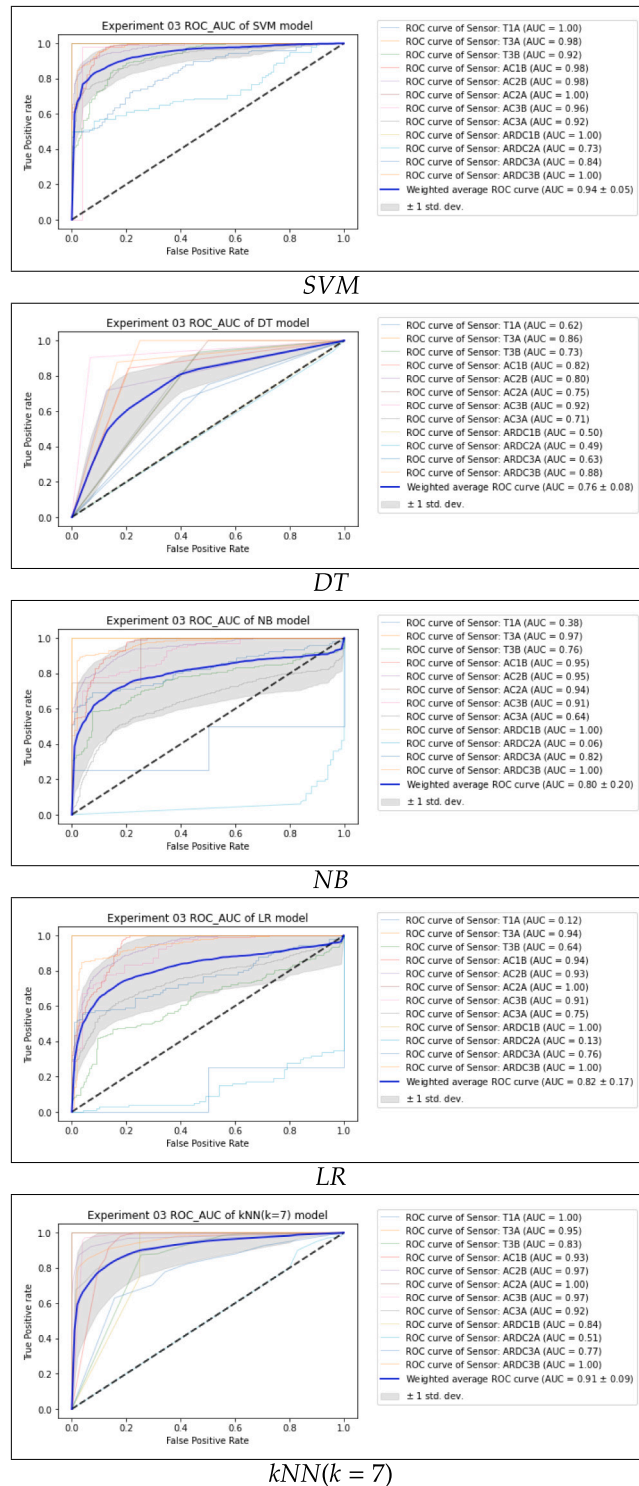 Experiment 03 ROC_AUC of SVM model
1.0
0.8
0.6
0.4
0.2
0.0
True Positive rate
0.0 0.2 0.4 0.6 0.8 1.0
False Positive Rate
ROC curve of Sensor: T1A (AUC = 1.00)
ROC curve of Sensor: T3A (AUC = 0.98)
ROC curve of Sensor: T3B (AUC = 0.92)
ROC curve of Sensor: AC1B (AUC = 0.98)
ROC curve of Sensor: AC2B (AUC = 0.98)
ROC curve of Sensor: AC2A (AUC = 1.00)
ROC curve of Sensor: AC3B (AUC = 0.96)
ROC curve of Sensor: AC3A (AUC = 0.92)
ROC curve of Sensor: ARDC1B (AUC = 1.00)
ROC curve of Sensor: ARDC2A (AUC = 0.73)
ROC curve of Sensor: ARDC3A (AUC = 0.84)
ROC curve of Sensor: ARDC3B (AUC = 1.00)
Weighted average ROC curve (AUC = 0.94 ± 0.05)
± 1 std. dev.
SVM
Experiment 03 ROC_AUC of DT model
1.0
0.8
0.6
0.4
0.2
0.0
True Positive rate
0.0 0.2 0.4 0.6 0.8 1.0
False Positive Rate
ROC curve of Sensor: T1A (AUC = 0.62)
ROC curve of Sensor: T3A (AUC = 0.86)
ROC curve of Sensor: T3B (AUC = 0.73)
ROC curve of Sensor: AC1B (AUC = 0.82)
ROC curve of Sensor: AC2B (AUC = 0.80)
ROC curve of Sensor: AC2A (AUC = 0.75)
ROC curve of Sensor: AC3B (AUC = 0.92)
ROC curve of Sensor: AC3A (AUC = 0.71)
ROC curve of Sensor: ARDC1B (AUC = 0.50)
ROC curve of Sensor: ARDC2A (AUC = 0.49)
ROC curve of Sensor: ARDC3A (AUC = 0.63)
ROC curve of Sensor: ARDC3B (AUC = 0.88)
Weighted average ROC curve (AUC = 0.76 ± 0.08)
± 1 std. dev.
DT
Experiment 03 ROC_AUC of NB model
1.0
0.8
0.6
0.4
0.2
0.0
True Positive rate
0.0 0.2 0.4 0.6 0.8 1.0
False Positive Rate
ROC curve of Sensor: T1A (AUC = 0.38)
ROC curve of Sensor: T3A (AUC = 0.97)
ROC curve of Sensor: T3B (AUC = 0.76)
ROC curve of Sensor: AC1B (AUC = 0.95)
ROC curve of Sensor: AC2B (AUC = 0.95)
ROC curve of Sensor: AC2A (AUC = 0.94)
ROC curve of Sensor: AC3B (AUC = 0.91)
ROC curve of Sensor: AC3A (AUC = 0.64)
ROC curve of Sensor: ARDC1B (AUC = 1.00)
ROC curve of Sensor: ARDC2A (AUC = 0.06)
ROC curve of Sensor: ARDC3A (AUC = 0.82)
ROC curve of Sensor: ARDC3B (AUC = 1.00)
Weighted average ROC curve (AUC = 0.80 ± 0.20)
± 1 std. dev.
NB
Experiment 03 ROC_AUC of LR model
1.0
0.8
0.6
0.4
0.2
0.0
True Positive rate
0.0 0.2 0.4 0.6 0.8 1.0
False Positive Rate
ROC curve of Sensor: T1A (AUC = 0.12)
ROC curve of Sensor: T3A (AUC = 0.94)
ROC curve of Sensor: T3B (AUC = 0.64)
ROC curve of Sensor: AC1B (AUC = 0.94)
ROC curve of Sensor: AC2B (AUC = 0.93)
ROC curve of Sensor: AC2A (AUC = 1.00)
ROC curve of Sensor: AC3B (AUC = 0.91)
ROC curve of Sensor: AC3A (AUC = 0.75)
ROC curve of Sensor: ARDC1B (AUC = 1.00)
ROC curve of Sensor: ARDC2A (AUC = 0.13)
ROC curve of Sensor: ARDC3A (AUC = 0.76)
ROC curve of Sensor: ARDC3B (AUC = 1.00)
Weighted average ROC curve (AUC = 0.82 ± 0.17)
± 1 std. dev.
LR
Experiment 03 ROC_AUC of kNN(k=7) model
1.0
0.8
0.6
0.4
0.2
0.0
True Positive rate
0.0 0.2 0.4 0.6 0.8 1.0
False Positive Rate
ROC curve of Sensor: T1A (AUC = 1.00)
ROC curve of Sensor: T3A (AUC = 0.95)
ROC curve of Sensor: T3B (AUC = 0.83)
ROC curve of Sensor: AC1B (AUC = 0.93)
ROC curve of Sensor: AC2B (AUC = 0.97)
ROC curve of Sensor: AC2A (AUC = 1.00)
ROC curve of Sensor: AC3B (AUC = 0.97)
ROC curve of Sensor: AC3A (AUC = 0.92)
ROC curve of Sensor: ARDC1B (AUC = 0.84)
ROC curve of Sensor: ARDC2A (AUC = 0.51)
ROC curve of Sensor: ARDC3A (AUC = 0.77)
ROC curve of Sensor: ARDC3B (AUC = 1.00)
Weighted average ROC curve (AUC = 0.91 ± 0.09)
± 1 std. dev.
kNN(k = 7)